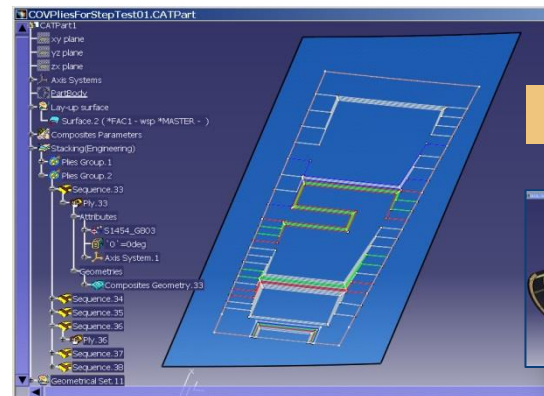 COVPliesForStepTest01.CATPart
CATPart1
xy plane
yz plane
zx plane
Axis Systems
PartBody
Lay-up surface
Surface.2 ( *FAC1 - wsp *MASTER - )
Composites Parameters
Stacking(Engineering)
Plies Group.1
Plies Group.2
Sequence.33
Ply.33
Attributes
S1454_G803
`0`=0deg
Axis System.1
Geometries
Composites Geometry.33
Sequence.34
Sequence.35
Sequence.36
Ply.36
Sequence.37
Sequence.38
Geometrical Set.11